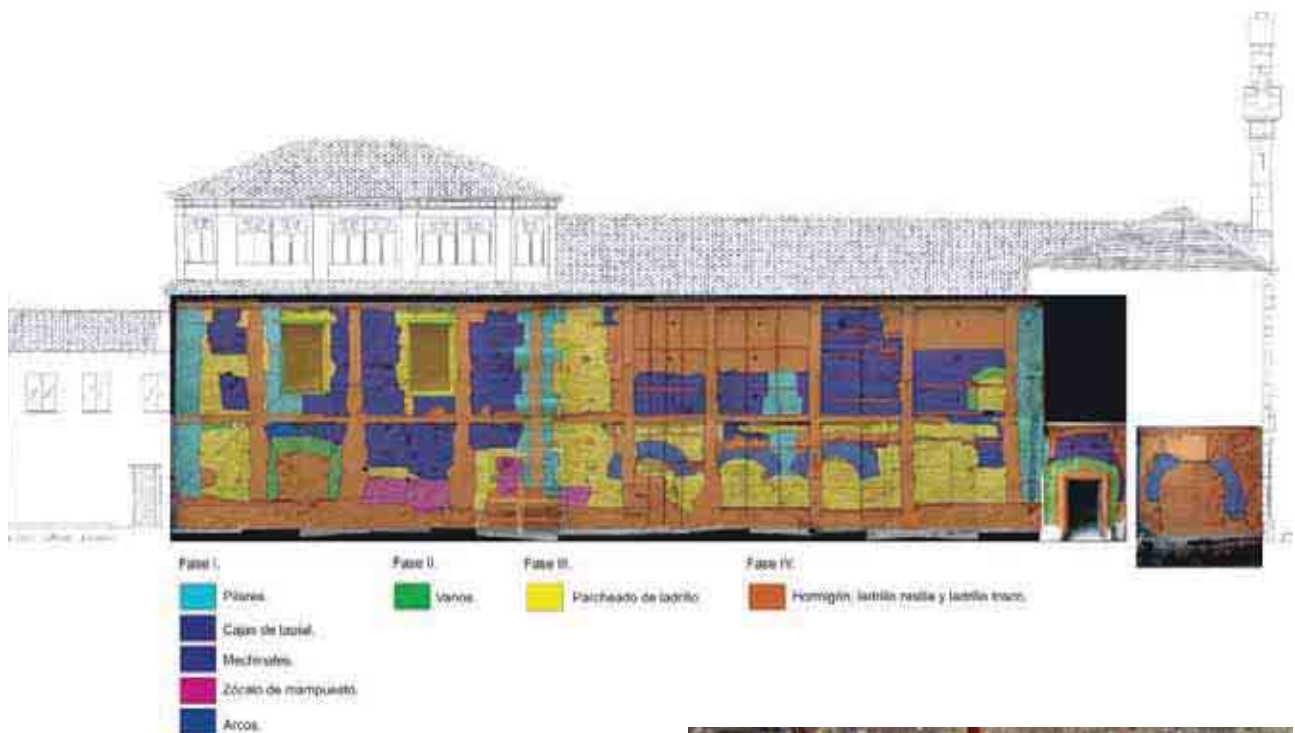 Fase I.
Pilares.
Cajas de tapial.
Mechinales.
Zócalo de mampuesto.
Arcos.
Fase II.
Vanos.
Fase III.
Parcheado de ladrillo.
Fase IV.
Hormigón, ladrillo rasilla y ladrillo tosco.